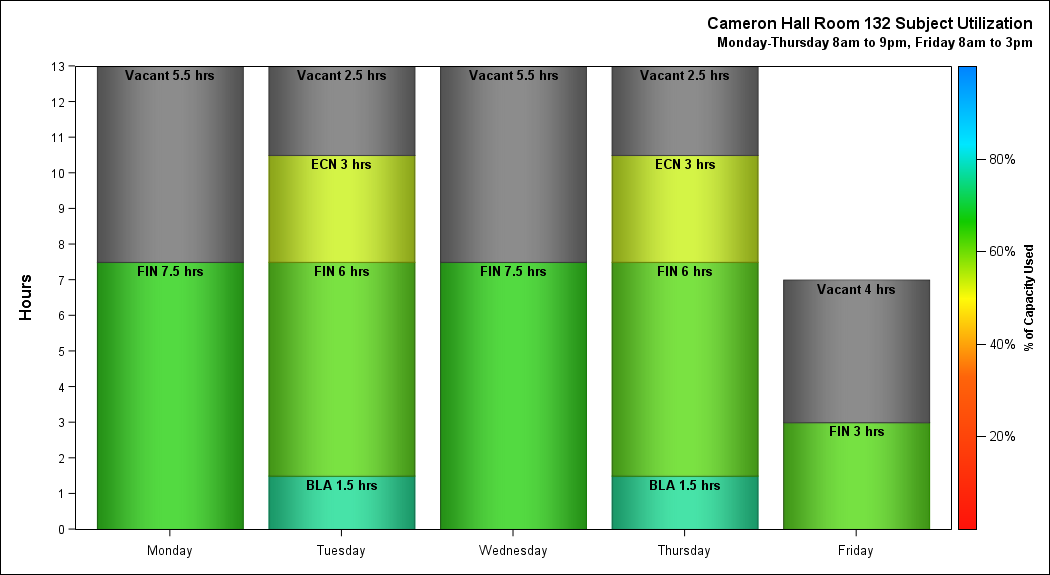 Cameron Hall Room 132 Subject Utilization
Monday-Thursday 8am to 9pm, Friday 8am to 3pm
Hours
13
12
11
10
9
8
7
6
5
4
3
2
1
0
Vacant 5.5 hrs
FIN 7.5 hrs
Vacant 2.5 hrs
ECN 3 hrs
FIN 6 hrs
BLA 1.5 hrs
Vacant 5.5 hrs
FIN 7.5 hrs
Vacant 2.5 hrs
ECN 3 hrs
FIN 6 hrs
BLA 1.5 hrs
Vacant 4 hrs
FIN 3 hrs
Monday
Tuesday
Wednesday
Thursday
Friday
80%
60%
40%
20%
% of Capacity Used